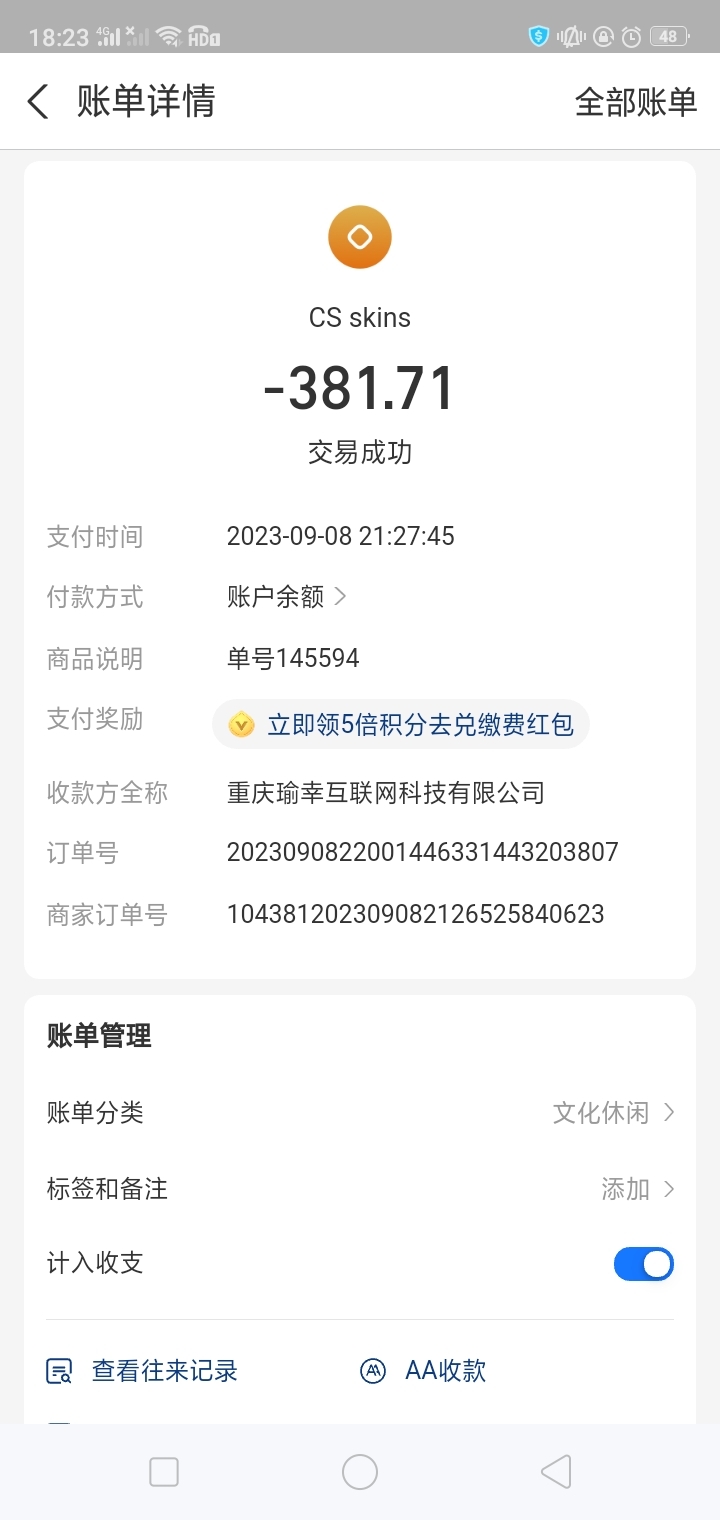 18:23 4G HD1 48
账单详情 全部账单
CS skins
-381.71
交易成功
支付时间 2023-09-08 21:27:45
付款方式 账户余额
商品说明 单号145594
支付奖励 立即领5倍积分去兑缴费红包
收款方全称 重庆瑜幸互联网科技有限公司
订单号 2023090822001446331443203807
商家订单号 104381202309082126525840623
账单管理
账单分类 文化休闲
标签和备注 添加
计入收支
查看往来记录 AA收款